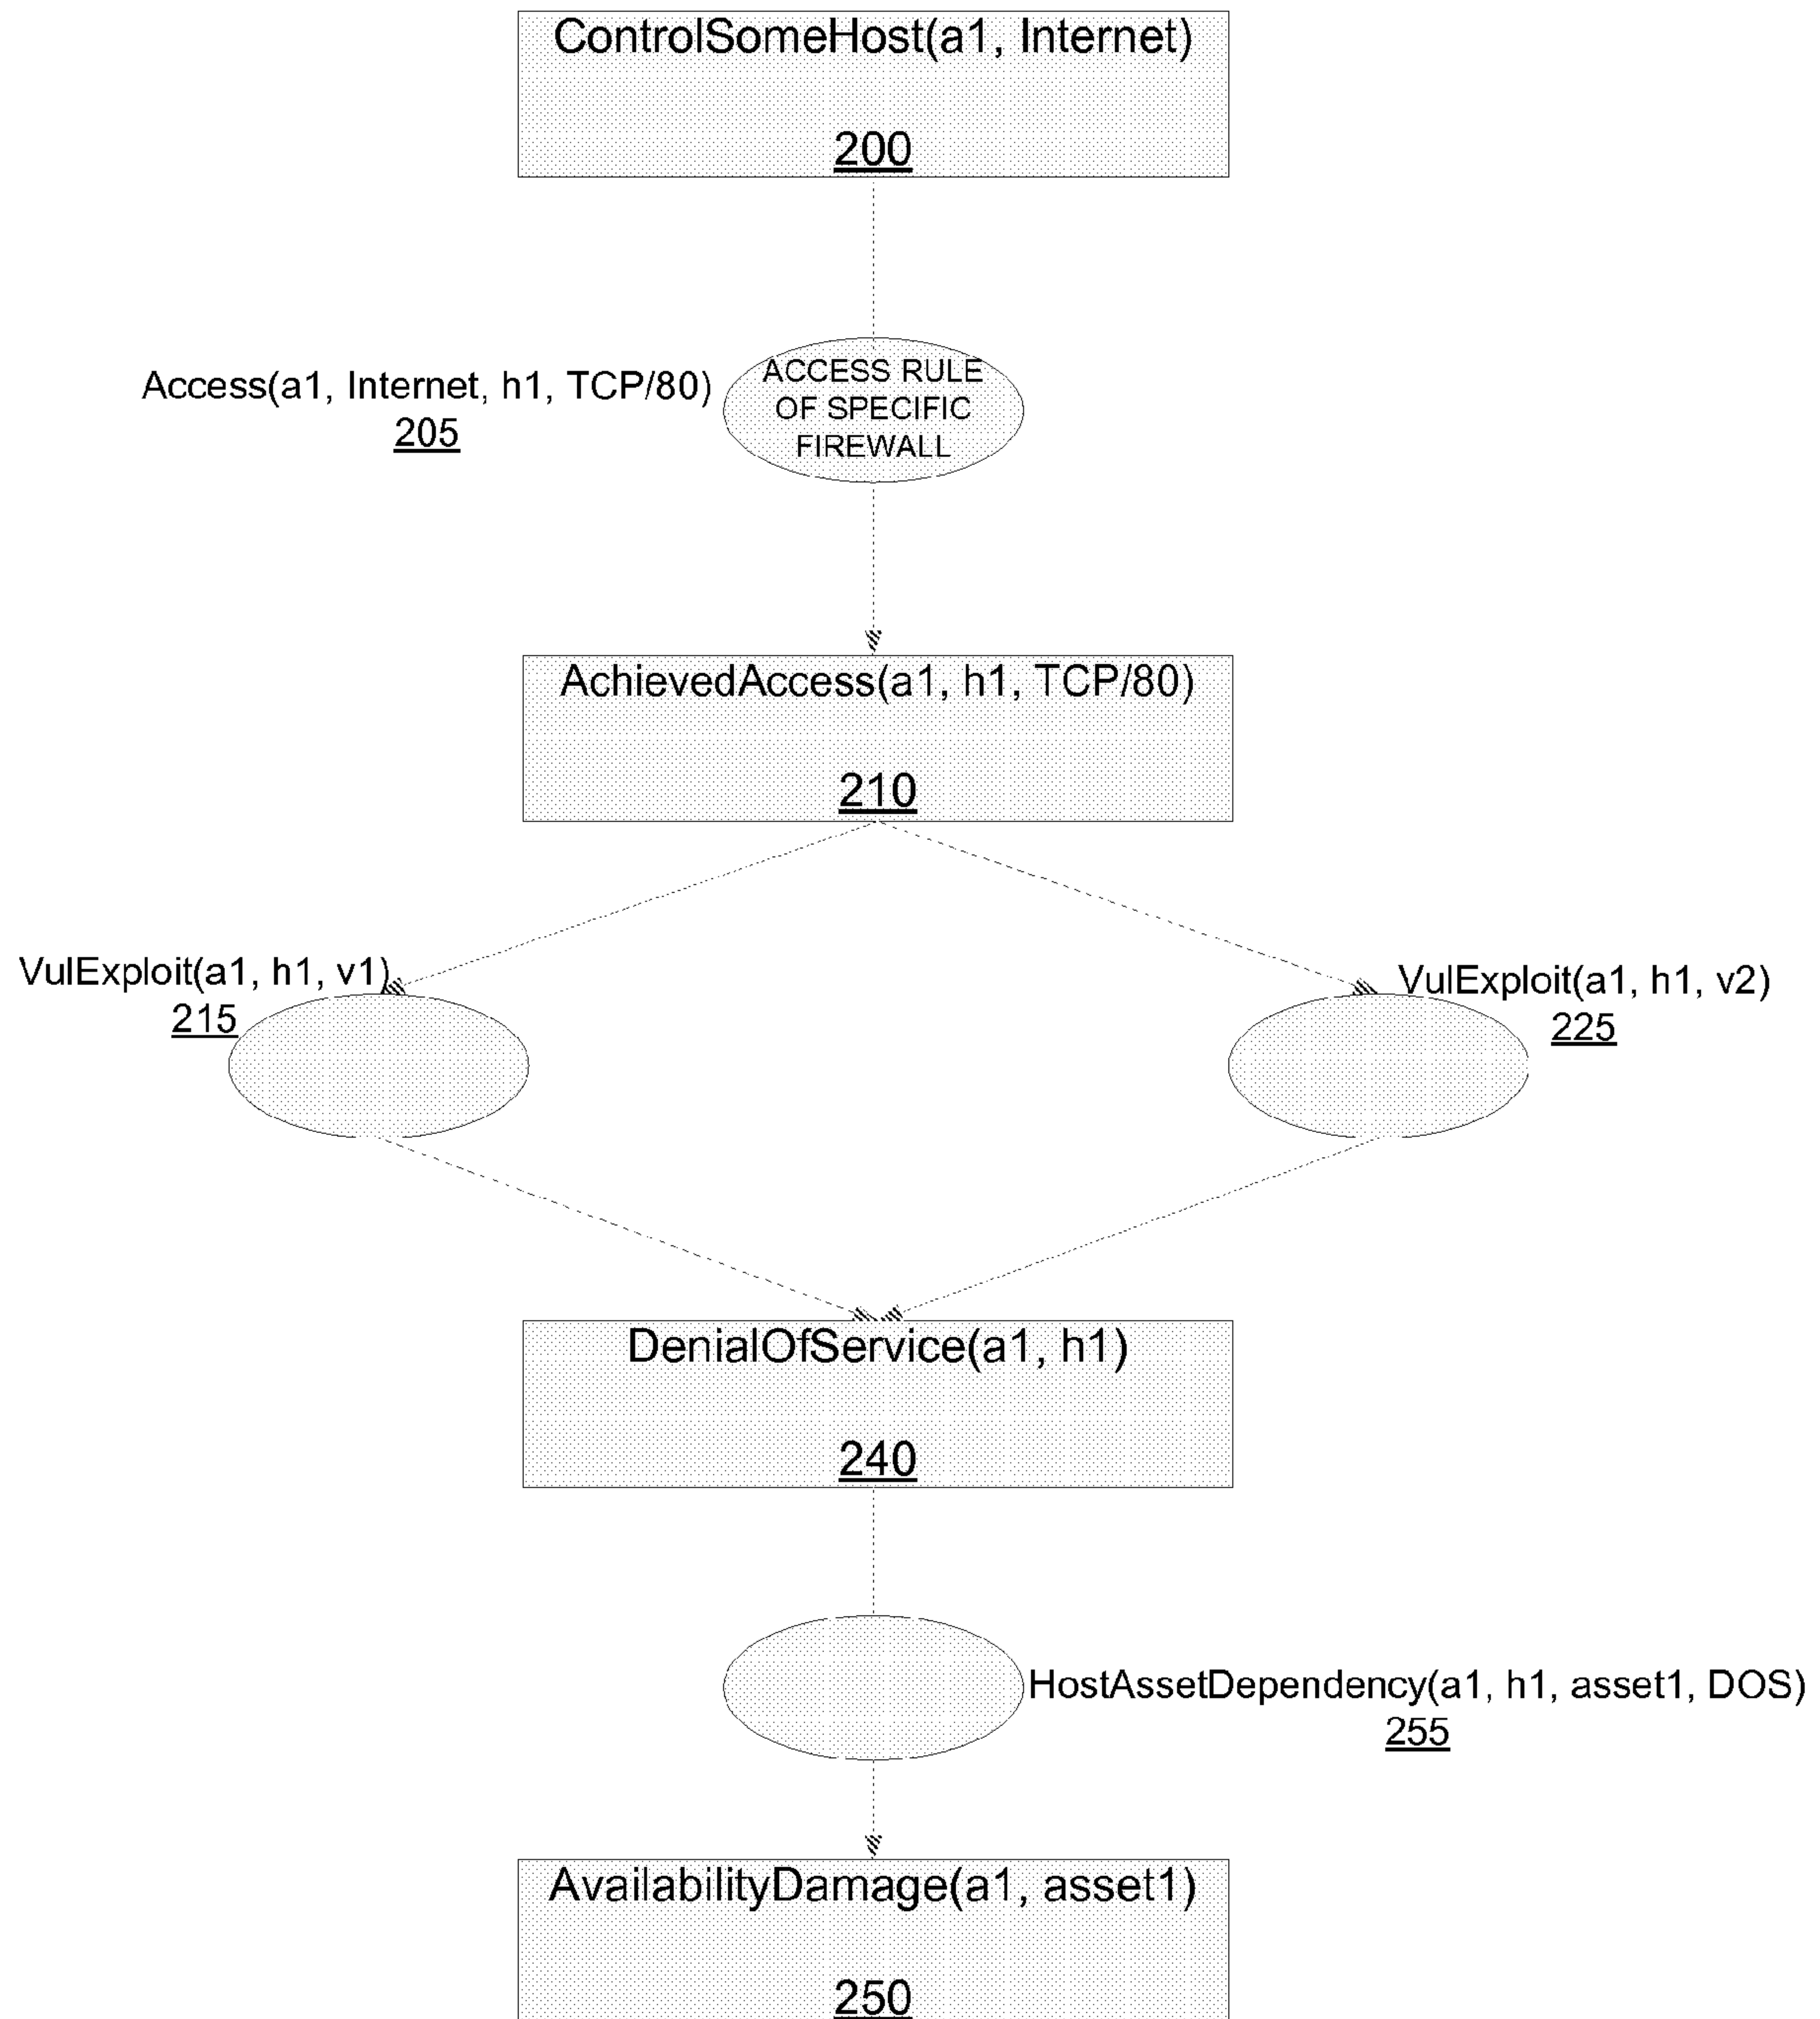 ControlSomeHost(a1, Internet)
200
Access(a1, Internet, h1, TCP/80)
205
ACCESS RULE
OF SPECIFIC
FIREWALL
AchievedAccess(a1, h1, TCP/80)
210
VulExploit(a1, h1, v1)
215
VulExploit(a1, h1, v2)
225
DenialOfService(a1, h1)
240
HostAssetDependency(a1, h1, asset1, DOS)
255
AvailabilityDamage(a1, asset1)
250